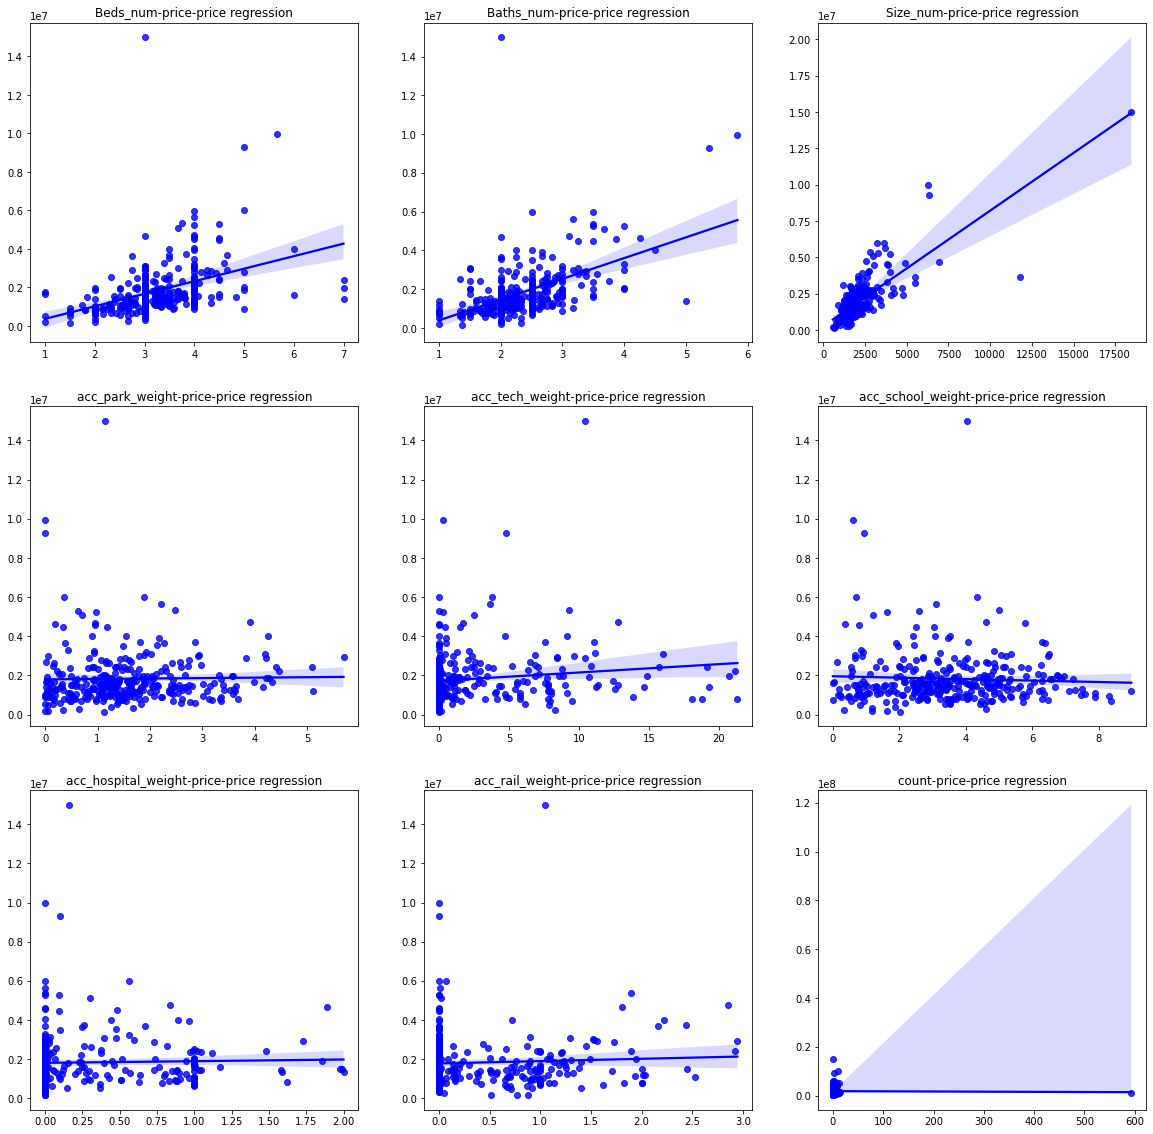 Beds_num-price-price regression
1e7
1.4
1.2
1.0
0.8
0.6
0.4
0.2
0.0
1 2 3 4 5 6 7
Baths_num-price-price regression
1e7
1.4
1.2
1.0
0.8
0.6
0.4
0.2
0.0
1 2 3 4 5 6
Size_num-price-price regression
1e7
2.00
1.75
1.50
1.25
1.00
0.75
0.50
0.25
0.00
0 2500 5000 7500 10000 12500 15000 17500
acc_park_weight-price-price regression
1e7
1.4
1.2
1.0
0.8
0.6
0.4
0.2
0.0
0 1 2 3 4 5
acc_tech_weight-price-price regression
1e7
1.4
1.2
1.0
0.8
0.6
0.4
0.2
0.0
0 5 10 15 20
acc_school_weight-price-price regression
1e7
1.4
1.2
1.0
0.8
0.6
0.4
0.2
0.0
0 2 4 6 8
acc_hospital_weight-price-price regression
1e7
1.4
1.2
1.0
0.8
0.6
0.4
0.2
0.0
0.00 0.25 0.50 0.75 1.00 1.25 1.50 1.75 2.00
acc_rail_weight-price-price regression
1e7
1.4
1.2
1.0
0.8
0.6
0.4
0.2
0.0
0.0 0.5 1.0 1.5 2.0 2.5 3.0
count-price-price regression
1e8
1.2
1.0
0.8
0.6
0.4
0.2
0.0
0 100 200 300 400 500 600